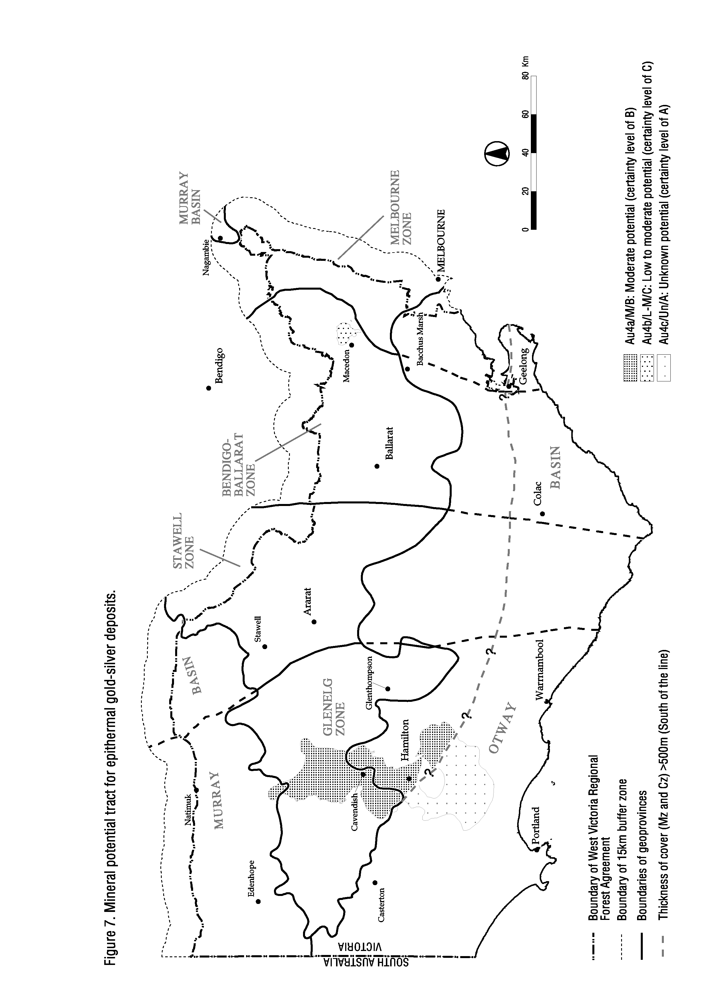 Figure 7. Mineral potential tract for epithermal gold-silver deposits.
MURRAY
BASIN
Nagambie
STAWELL
ZONE
BENDIGO-
BALLARAT
ZONE
Bendigo
MELBOURNE
ZONE
MELBOURNE
BASIN
MURRAY
Natimuk
Stawell
Ararat
Macedon
Edenhope
GLENELG
ZONE
Glenthompson
Ballarat
Bacchus Marsh
Cavendish
Hamilton
Casterton
SOUTH AUSTRALIA
VICTORIA
?
?
?
?
?
Geelong
OTWAY
BASIN
Colac
Warrnambool
Portland
0 20 40 60 80 Km
Boundary of West Victoria Regional
Forest Agreement
Boundary of 15km buffer zone
Boundaries of geoprovinces
Thickness of cover (Mz and Cz) >500m (South of the line)
Au4a/M/B: Moderate potential (certainty level of B)
Au4b/L-M/C: Low to moderate potential (certainty level of C)
Au4c/Un/A: Unknown potential (certainty level of A)